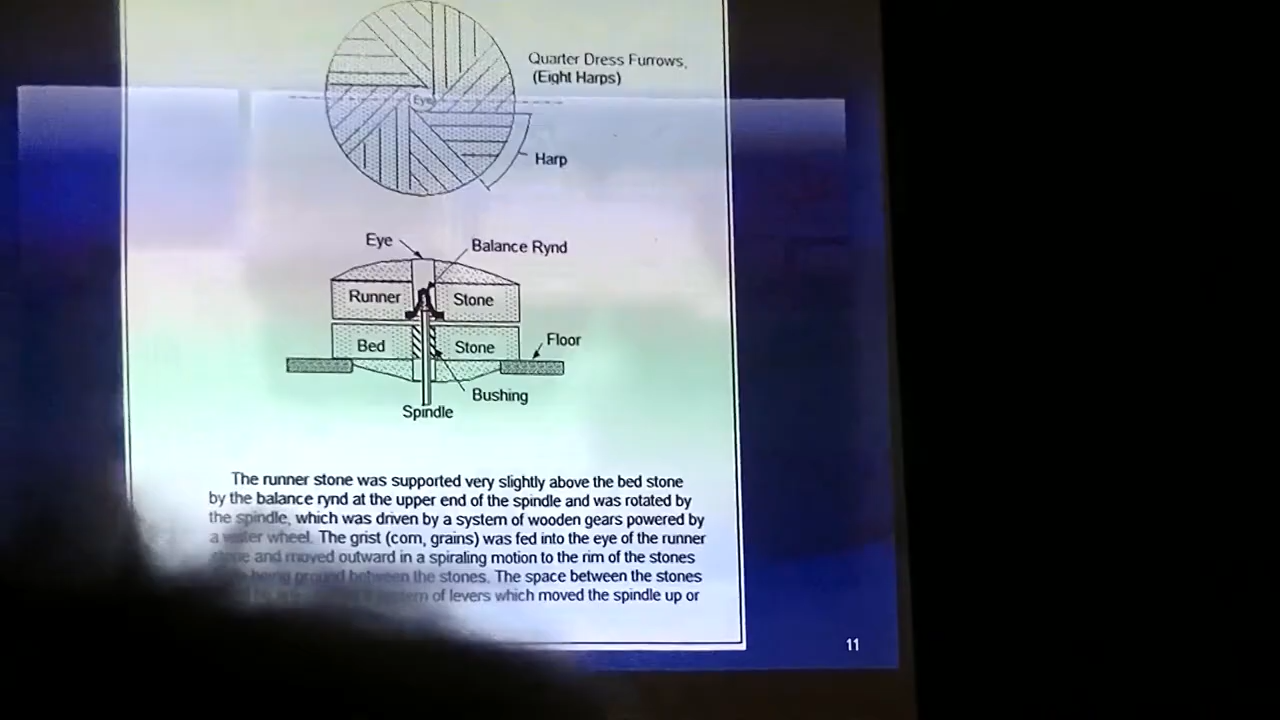 Quarter Dress Furrows,
(Eight Harps)
Eye
Harp
Eye
Balance Rynd
Runner Stone
Floor
Bed Stone
Bushing
Spindle
The runner stone was supported very slightly above the bed stone
by the balance rynd at the upper end of the spindle and was rotated by
the spindle, which was driven by a system of wooden gears powered by
a water wheel. The grist (corn, grains) was fed into the eye of the runner
stone and moved outward in a spiraling motion to the rim of the stones
being ground between the stones. The space between the stones
system of levers which moved the spindle up or
11